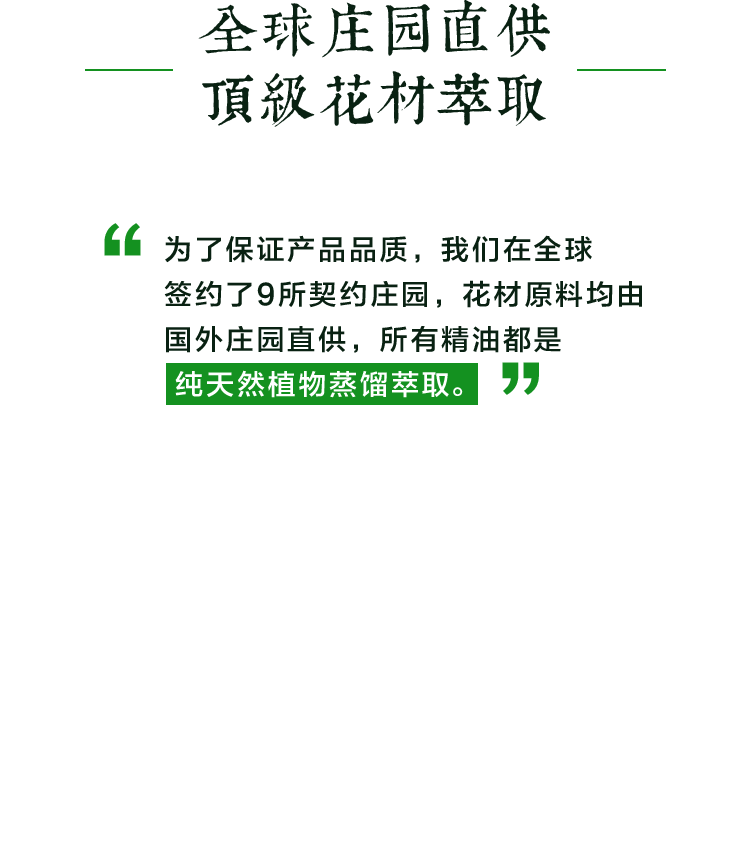 全球庄园直供
頂級花材萃取
“为了保证产品品质，我们在全球
签约了9所契约庄园，花材原料均由
国外庄园直供，所有精油都是
纯天然植物蒸馏萃取。”